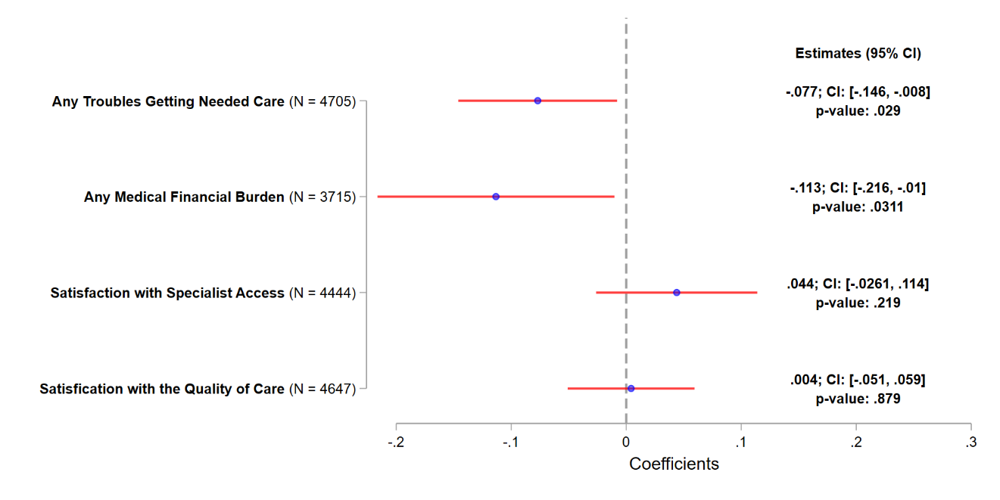 Estimates (95% CI)
Any Troubles Getting Needed Care (N = 4705)
-.077; CI: [-.146, -.008]
p-value: .029
Any Medical Financial Burden (N = 3715)
-.113; CI: [-.216, -.01]
p-value: .0311
Satisfaction with Specialist Access (N = 4444)
.044; CI: [-.0261, .114]
p-value: .219
Satisfication with the Quality of Care (N = 4647)
.004; CI: [-.051, .059]
p-value: .879
-.2 -.1 0 .1 .2 .3
Coefficients